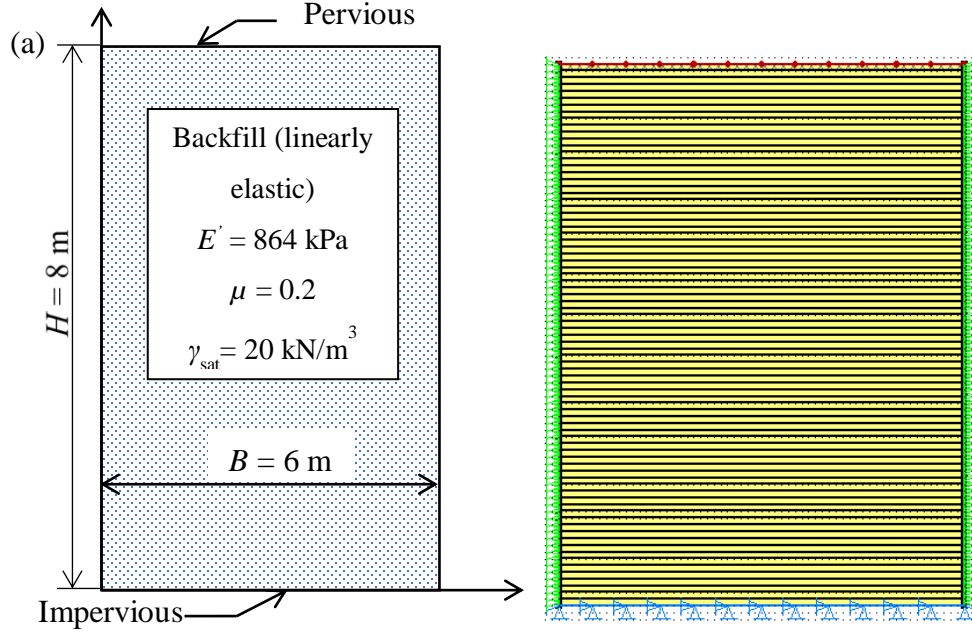 Pervious
(a)
Backfill (linearly
elastic)
E' = 864 kPa
μ = 0.2
γsat= 20 kN/m³
H = 8 m
B = 6 m
Impervious